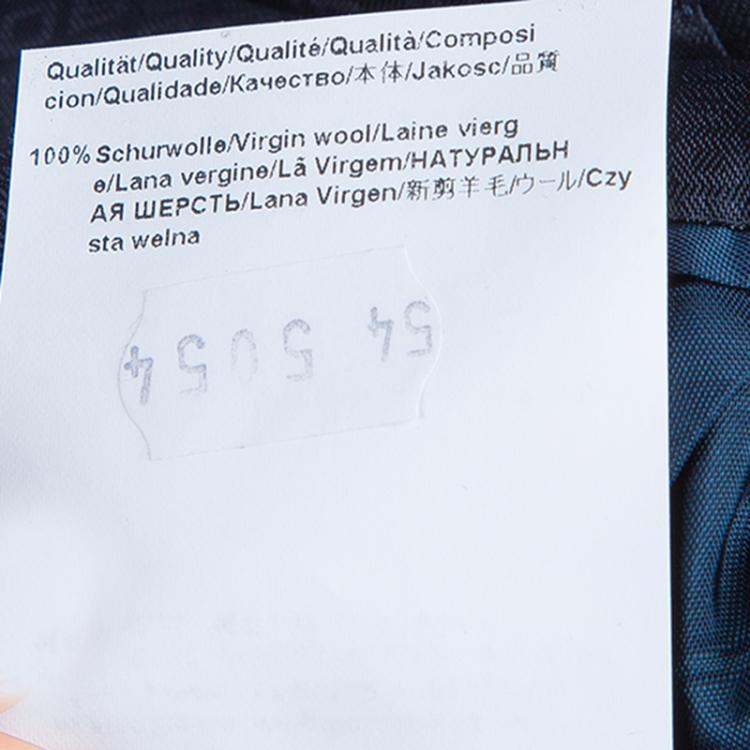 Qualität/Quality/Qualité/Qualità/Composi
cion/Qualidade/Качество/本体/Jakosc/品質
100% Schurwolle/Virgin wool/Laine vierg
e/Lana vergine/Lã Virgem/НАТУРАЛЬН
АЯ ШЕРСТЬ/Lana Virgen/新剪羊毛/ウール/Czy
sta welna
54 5054